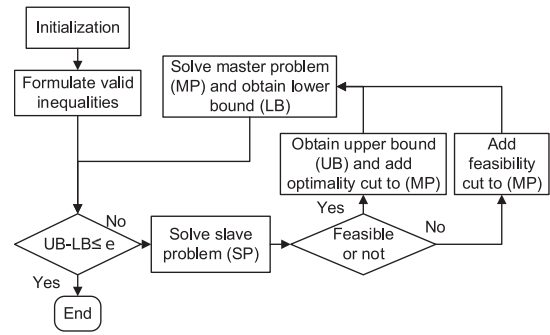 Initialization
Formulate valid
inequalities
Solve master problem
(MP) and obtain lower
bound (LB)
Obtain upper bound
(UB) and add
optimality cut to (MP)
Add
feasibility
cut to (MP)
No
Yes
No
UB-LB≤ e
Solve slave
problem (SP)
Feasible
or not
Yes
End